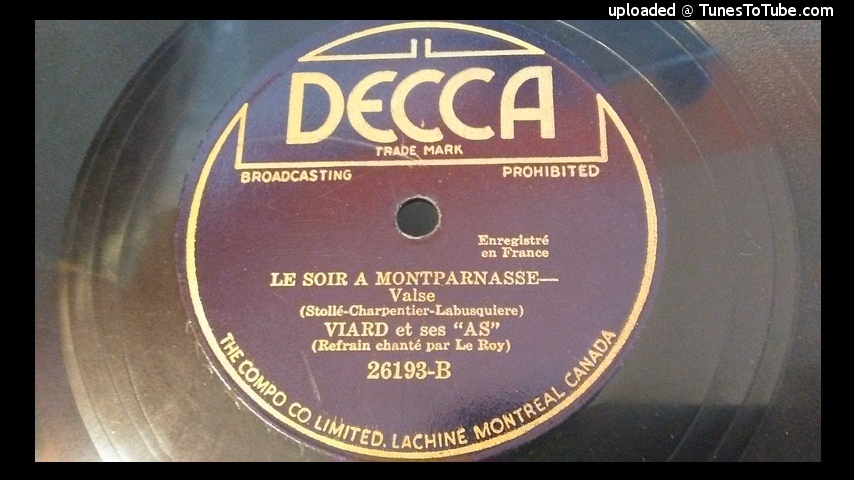 uploaded @ TunesToTube.com
DECCA
TRADE MARK
BROADCASTING PROHIBITED
Enregistré
en France
LE SOIR A MONTPARNASSE—
Valse
(Stollé-Charpentier-Labusquiere)
VIARD et ses “AS”
(Refrain chanté par Le Roy)
26193-B
THE COMPO CO. LIMITED. LACHINE MONTREAL CANADA